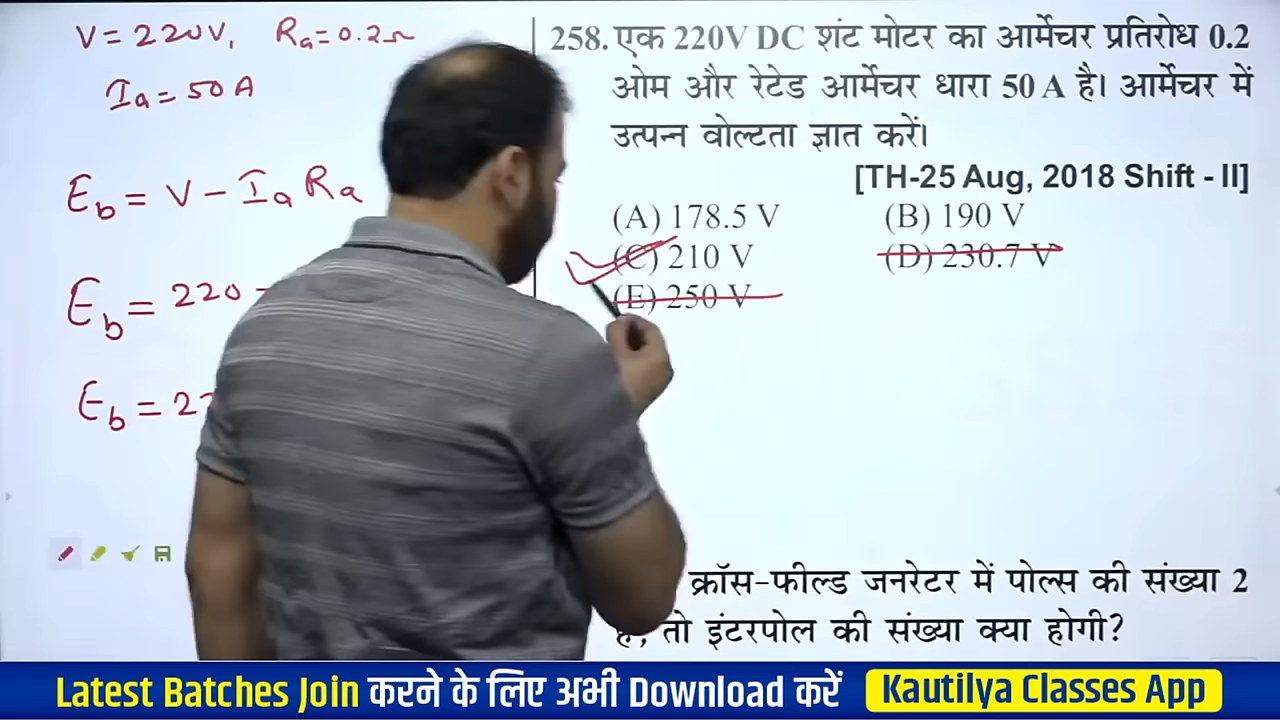 V = 220V, Ra = 0.2Ω
Ia = 50 A
Eb = V - Ia Ra
Eb = 220 -
Eb = 22
258. एक 220V DC शंट मोटर का आर्मेचर प्रतिरोध 0.2
ओम और रेटेड आर्मेचर धारा 50 A है। आर्मेचर में
उत्पन्न वोल्टता ज्ञात करें।
[TH-25 Aug, 2018 Shift - II]
(A) 178.5 V (B) 190 V
(C) 210 V (D) 230.7 V
(E) 250 V
क्रॉस-फील्ड जनरेटर में पोल्स की संख्या 2
तो इंटरपोल की संख्या क्या होगी?
Latest Batches Join करने के लिए अभी Download करें Kautilya Classes App